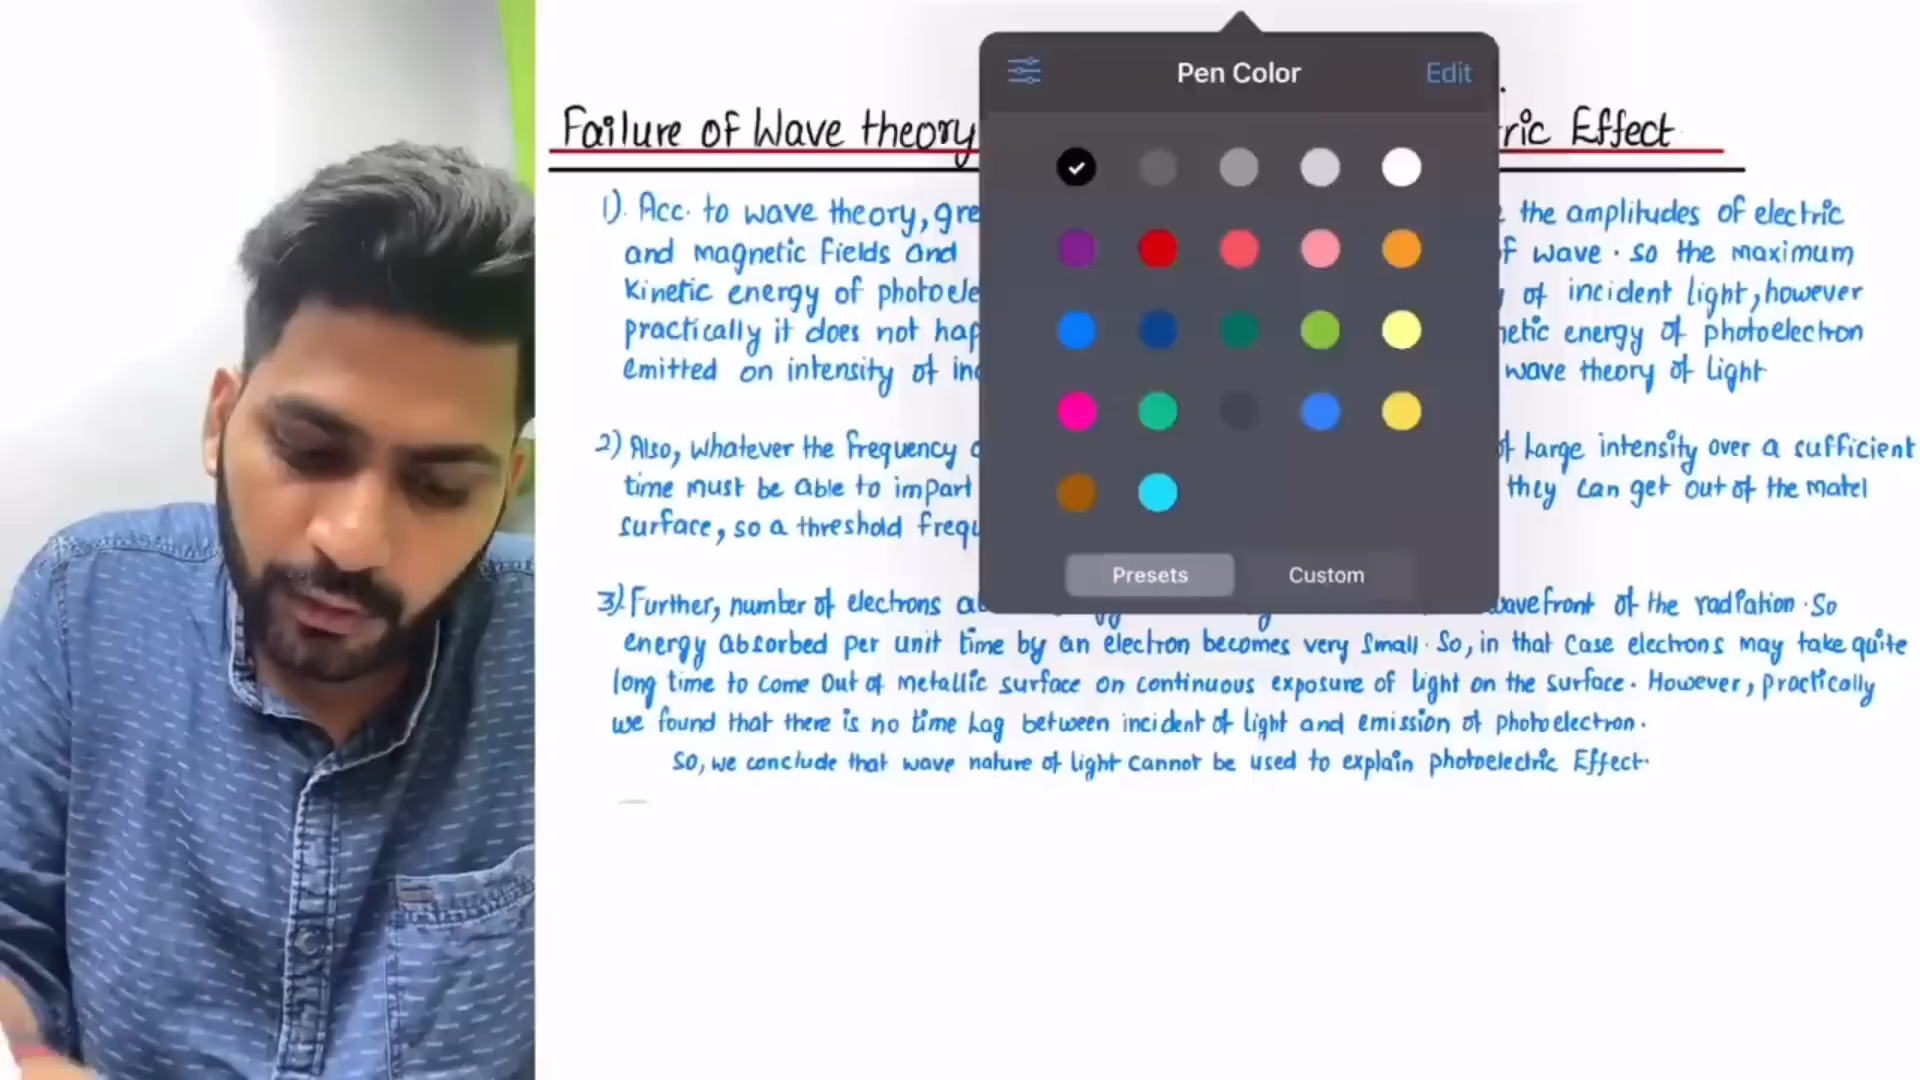 Pen Color Edit
Failure of Wave theory ric Effect
1). Acc. to wave theory, gre the amplitudes of electric
and magnetic fields and f wave. so the maximum
Kinetic energy of photoele of incident light, however
practically it does not hap netic energy of photoelectron
emitted on intensity of inc wave theory of light
2) Also, whatever the frequency of large intensity over a sufficient
time must be able to impart they can get out of the matel
surface, so a threshold frequ
3). Further, number of electrons wavefront of the radiation. So
energy absorbed per unit time by an electron becomes very small. So, in that case electrons may take quite
long time to come out of metallic surface on continuous exposure of light on the surface. However, practically
we found that there is no time lag between incident of light and emission of photoelectron.
So, we conclude that wave nature of light cannot be used to explain photoelectric Effect.
Presets Custom